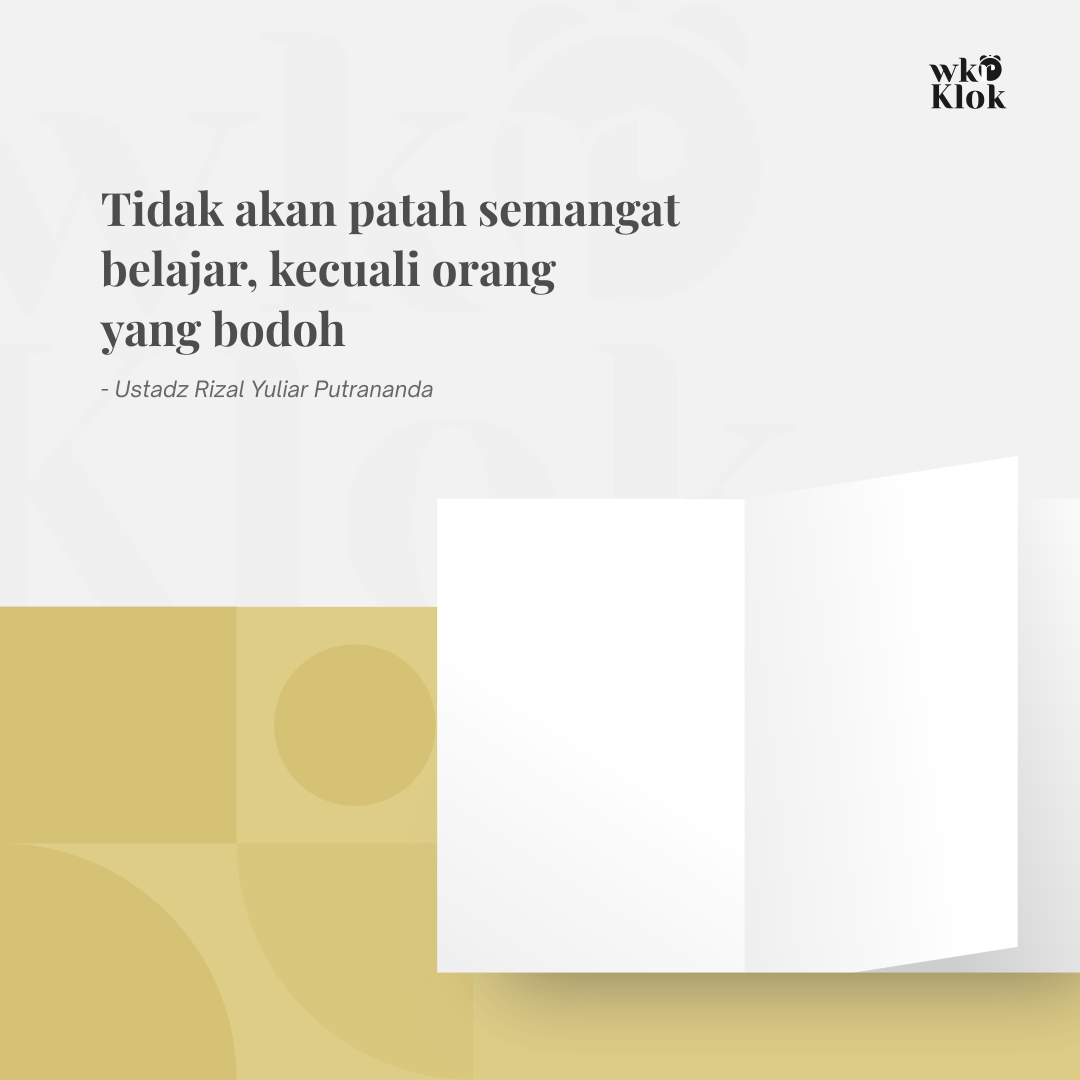 wk
Klok
Tidak akan patah semangat
belajar, kecuali orang
yang bodoh
- Ustadz Rizal Yuliar Putrananda